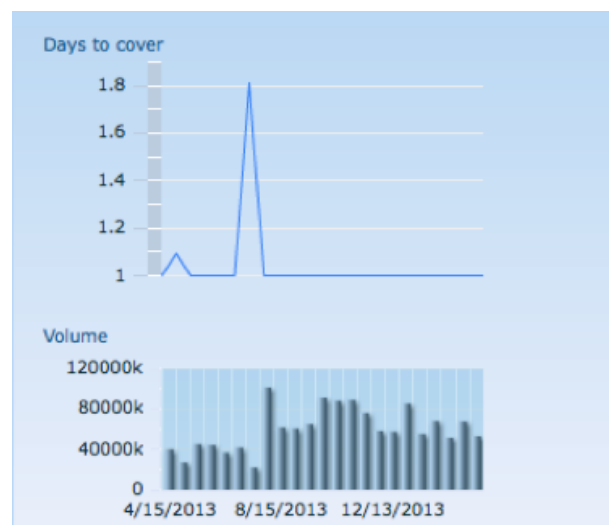 Days to cover
1.8
1.6
1.4
1.2
1
Volume
120000k
80000k
40000k
0
4/15/2013 8/15/2013 12/13/2013